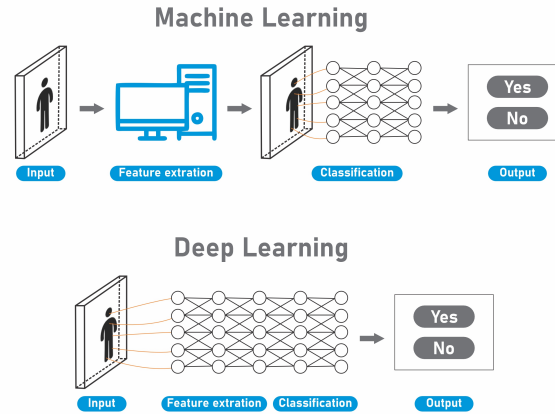 Machine Learning
Yes
No
Input
Feature extration
Classification
Output
Deep Learning
Yes
No
Input
Feature extration
Classification
Output